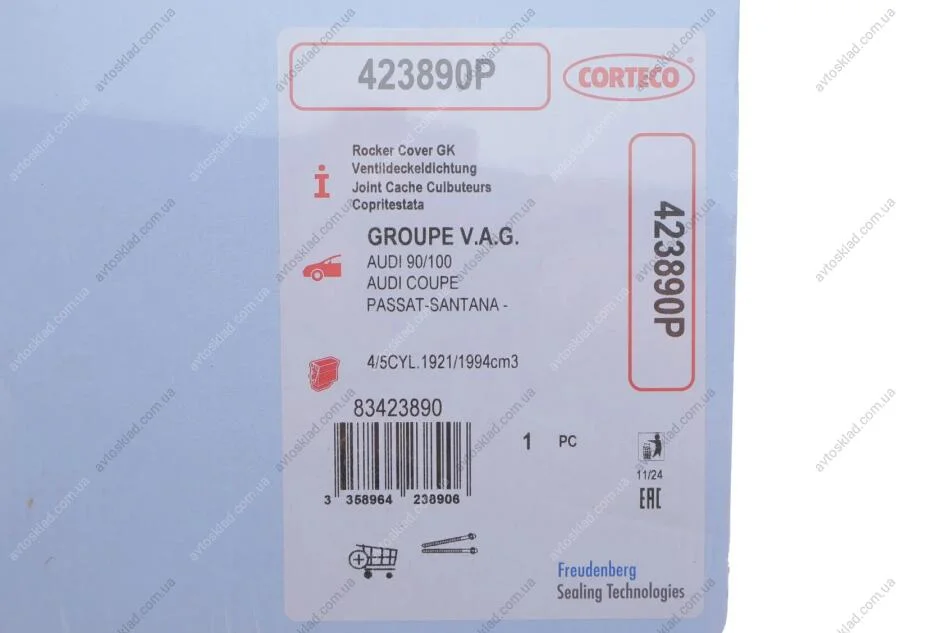 423890P
CORTECO
®
i
Rocker Cover GK
Ventildeckeldichtung
Joint Cache Culbuteurs
Copritestata
GROUPE V.A.G.
AUDI 90/100
AUDI COUPE
PASSAT-SANTANA -
4/5CYL.1921/1994cm3
423890P
83423890
3 358964 238906
1 PC
11/24
EAC
Freudenberg
Sealing Technologies
avtosklad.com.ua